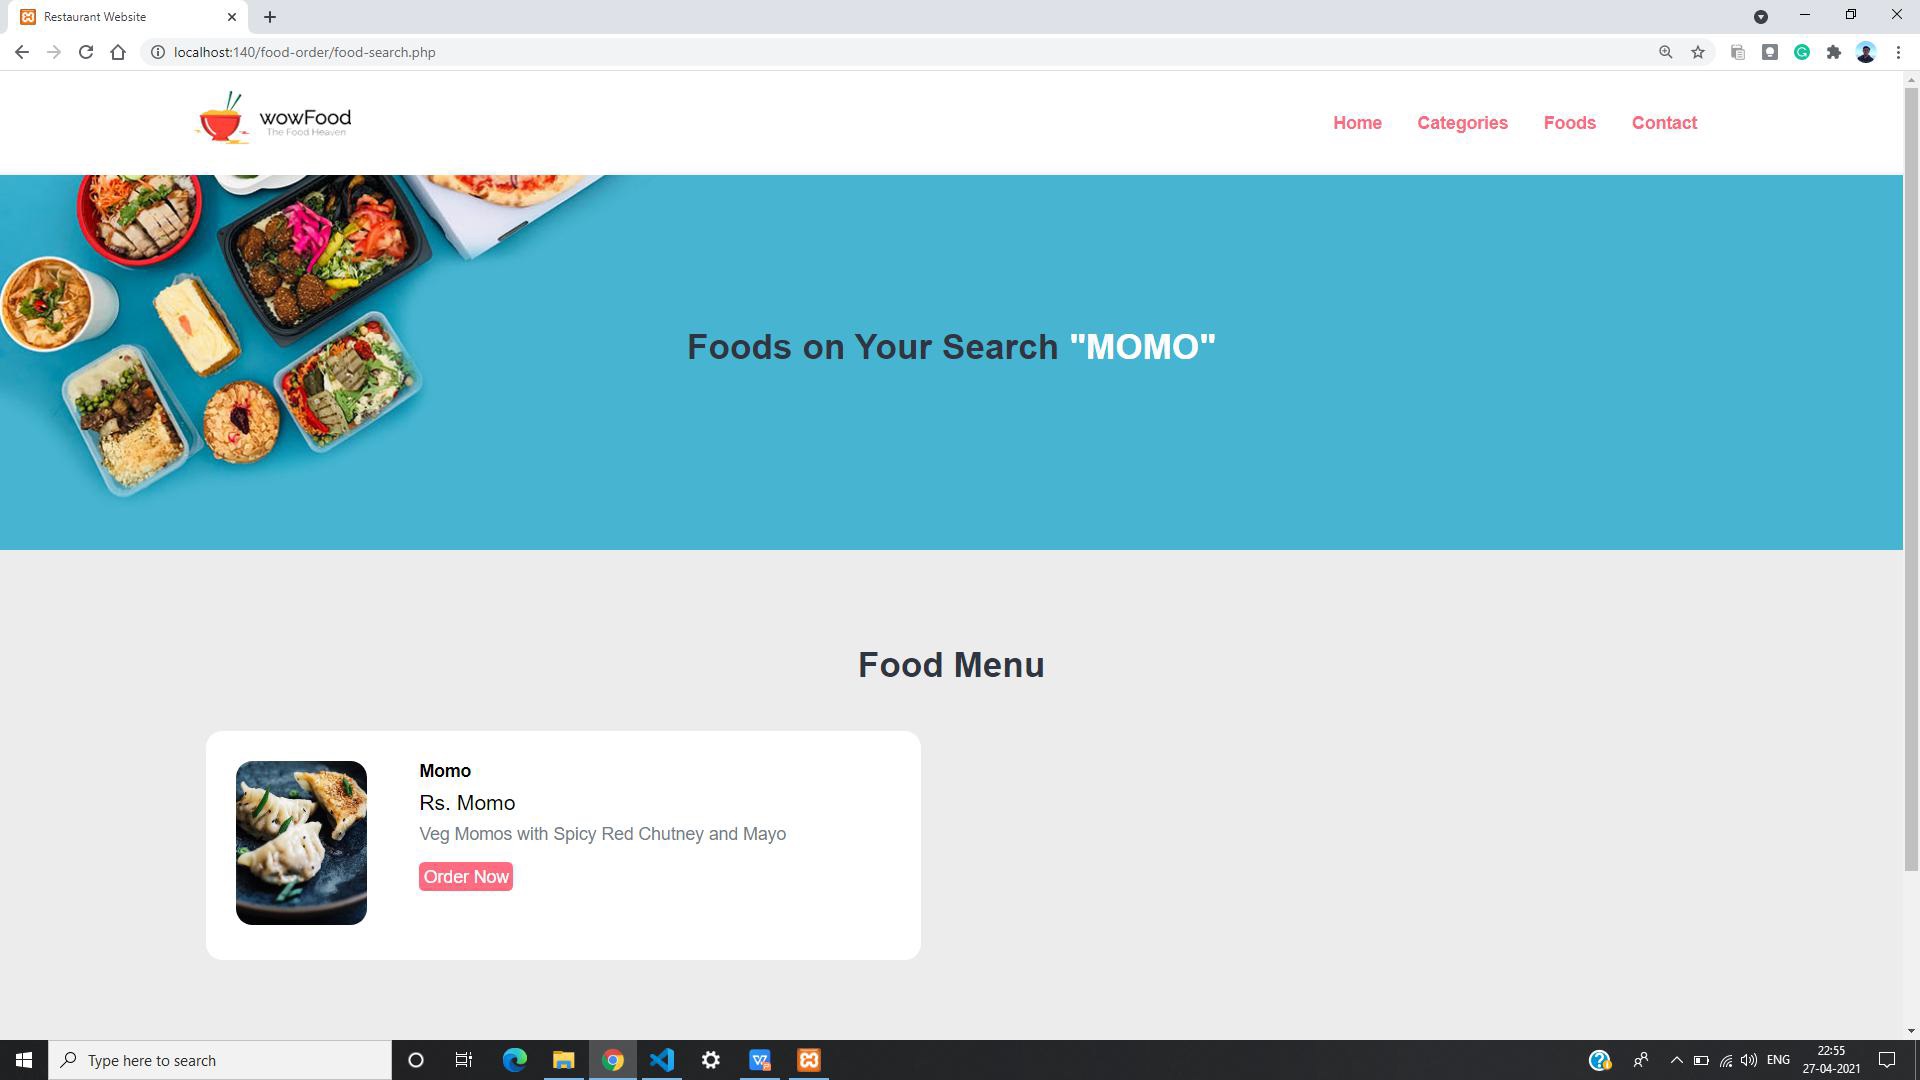 Restaurant Website
localhost:140/food-order/food-search.php
wowFood
The Food Heaven
Home Categories Foods Contact
Foods on Your Search "MOMO"
Food Menu
Momo
Rs. Momo
Veg Momos with Spicy Red Chutney and Mayo
Order Now
Type here to search
ENG
22:55
27-04-2021